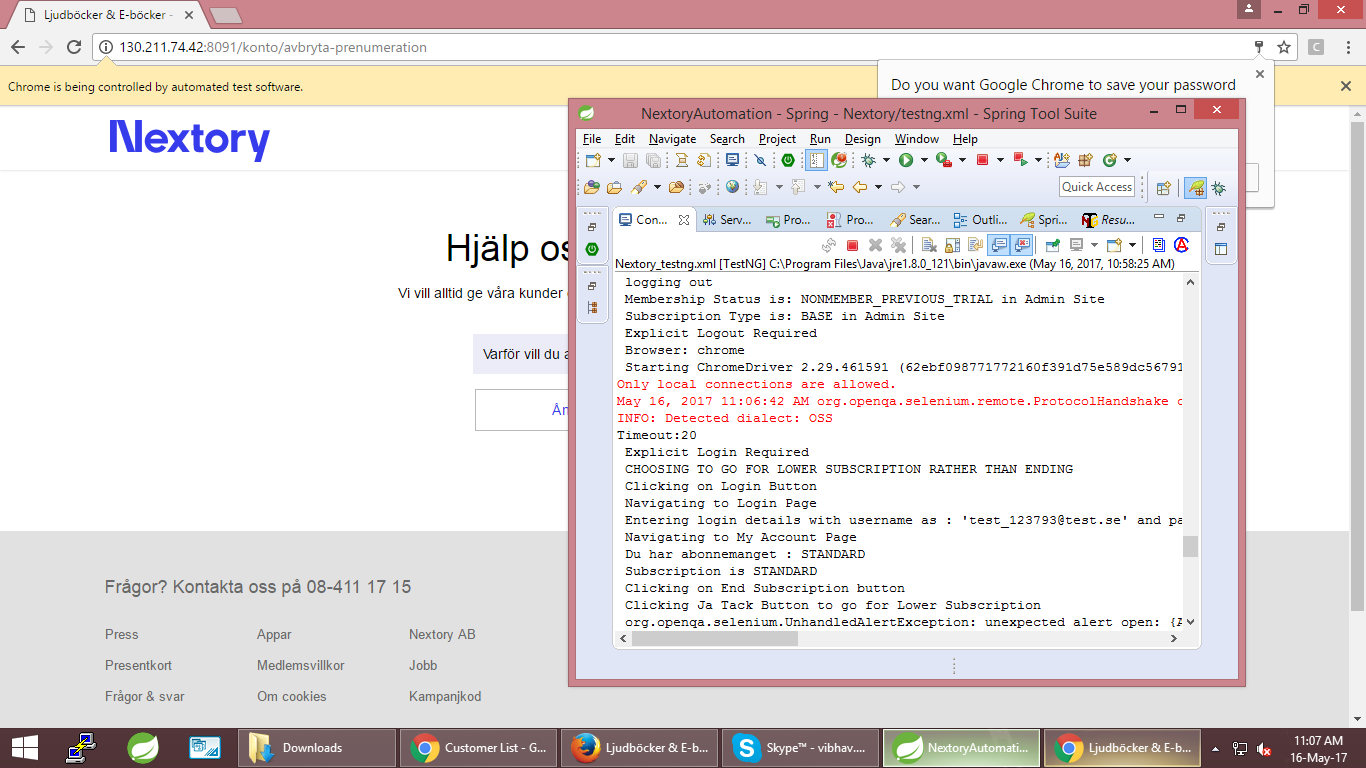 Ljudböcker & E-böcker -
130.211.74.42:8091/konto/avbryta-prenumeration
C
Chrome is being controlled by automated test software.
Do you want Google Chrome to save your password
Nextory
Hjälp os
Vi vill alltid ge våra kunder
Varför vill du a
NextoryAutomation - Spring - Nextory/testng.xml - Spring Tool Suite
File Edit Navigate Search Project Run Design Window Help
Quick Access
Con... Serv... Pro... Pro... Sear... Outli... Spri... Resu...
Nextory_testng.xml [TestNG] C:\Program Files\Java\jre1.8.0_121\bin\javaw.exe (May 16, 2017, 10:58:25 AM)
logging out
Membership Status is: NONMEMBER_PREVIOUS_TRIAL in Admin Site
Subscription Type is: BASE in Admin Site
Explicit Logout Required
Browser: chrome
Starting ChromeDriver 2.29.461591 (62ebf098771772160f391d75e589dc56791
Only local connections are allowed.
May 16, 2017 11:06:42 AM org.openqa.selenium.remote.ProtocolHandshake c
INFO: Detected dialect: OSS
Timeout:20
Explicit Login Required
CHOOSING TO GO FOR LOWER SUBSCRIPTION RATHER THAN ENDING
Clicking on Login Button
Navigating to Login Page
Entering login details with username as : 'test_123793@test.se' and pa
Navigating to My Account Page
Du har abonnemanget : STANDARD
Subscription is STANDARD
Clicking on End Subscription button
Clicking Ja Tack Button to go for Lower Subscription
org.openqa.selenium.UnhandledAlertException: unexpected alert open: {A
Frågor? Kontakta oss på 08-411 17 15
Press Appar Nextory AB
Presentkort Medlemsvillkor Jobb
Frågor & svar Om cookies Kampanjkod
Downloads
Customer List - G...
Ljudböcker & E-b...
Skype™ - vibhav....
NextoryAutomati...
Ljudböcker & E-b...
11:07 AM
16-May-17